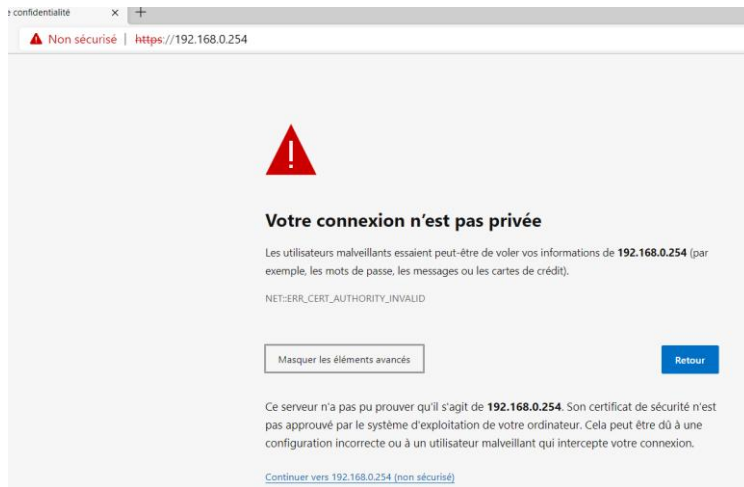 e confidentialité × +
Non sécurisé | https://192.168.0.254
Votre connexion n'est pas privée
Les utilisateurs malveillants essaient peut-être de voler vos informations de 192.168.0.254 (par
exemple, les mots de passe, les messages ou les cartes de crédit).
NET::ERR_CERT_AUTHORITY_INVALID
Masquer les éléments avancés
Retour
Ce serveur n'a pas pu prouver qu'il s'agit de 192.168.0.254. Son certificat de sécurité n'est
pas approuvé par le système d'exploitation de votre ordinateur. Cela peut être dû à une
configuration incorrecte ou à un utilisateur malveillant qui intercepte votre connexion.
Continuer vers 192.168.0.254 (non sécurisé)